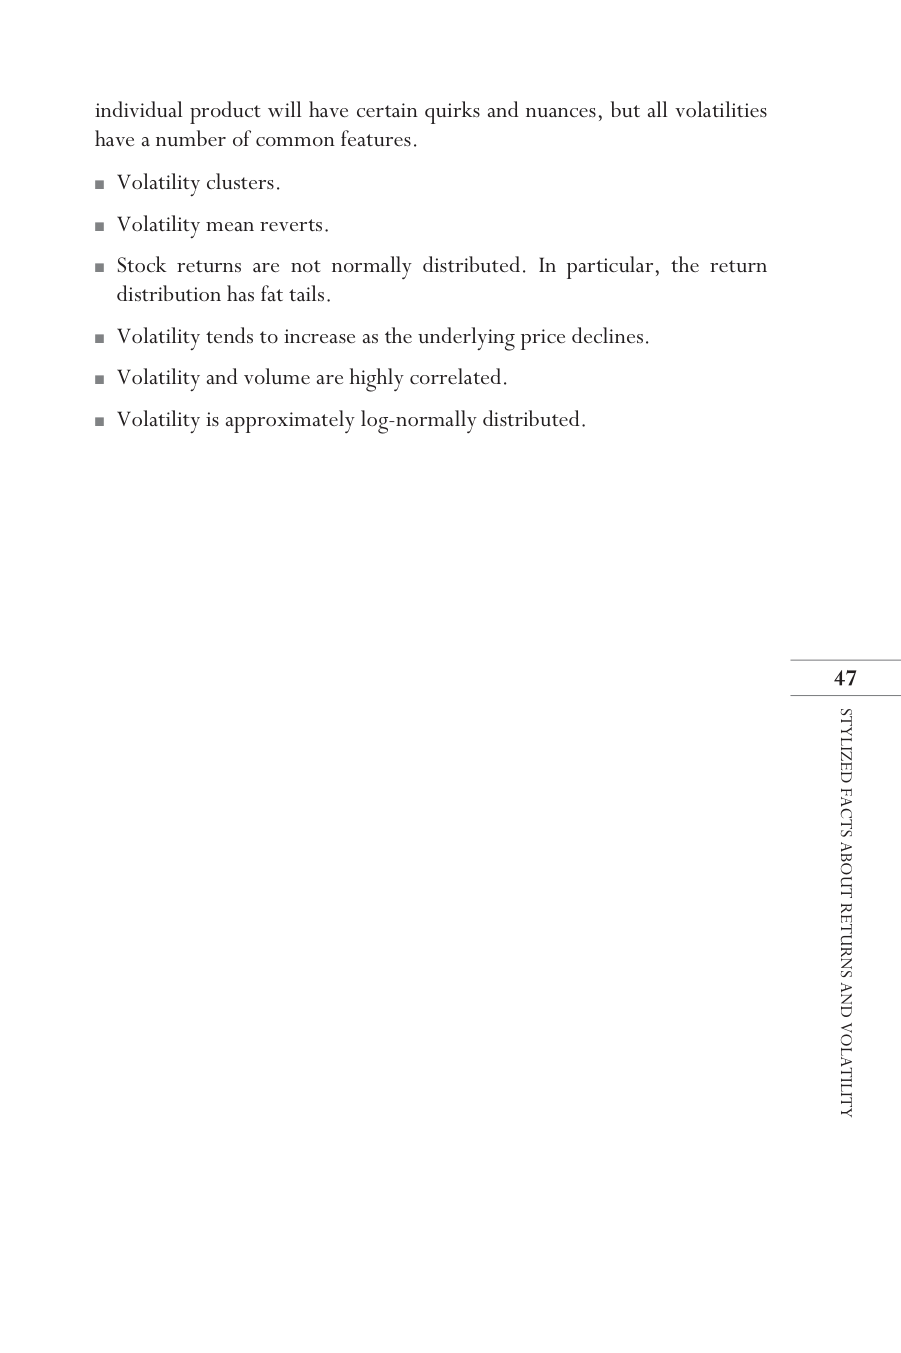 individual product will have certain quirks and nuances, but all volatilities
have a number of common features.
■ Volatility clusters.
■ Volatility mean reverts.
■ Stock returns are not normally distributed. In particular, the return
distribution has fat tails.
■ Volatility tends to increase as the underlying price declines.
■ Volatility and volume are highly correlated.
■ Volatility is approximately log-normally distributed.
47
STYLIZED FACTS ABOUT RETURNS AND VOLATILITY